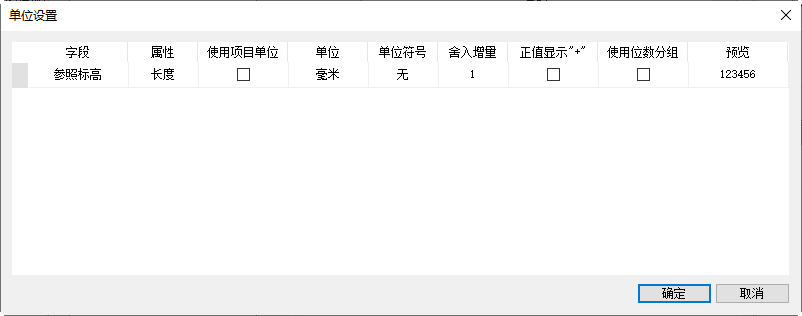 单位设置
字段 属性 使用项目单位 单位 单位符号 舍入增量 正值显示"+" 使用位数分组 预览
参照标高 长度 毫米 无 1 123456
确定 取消